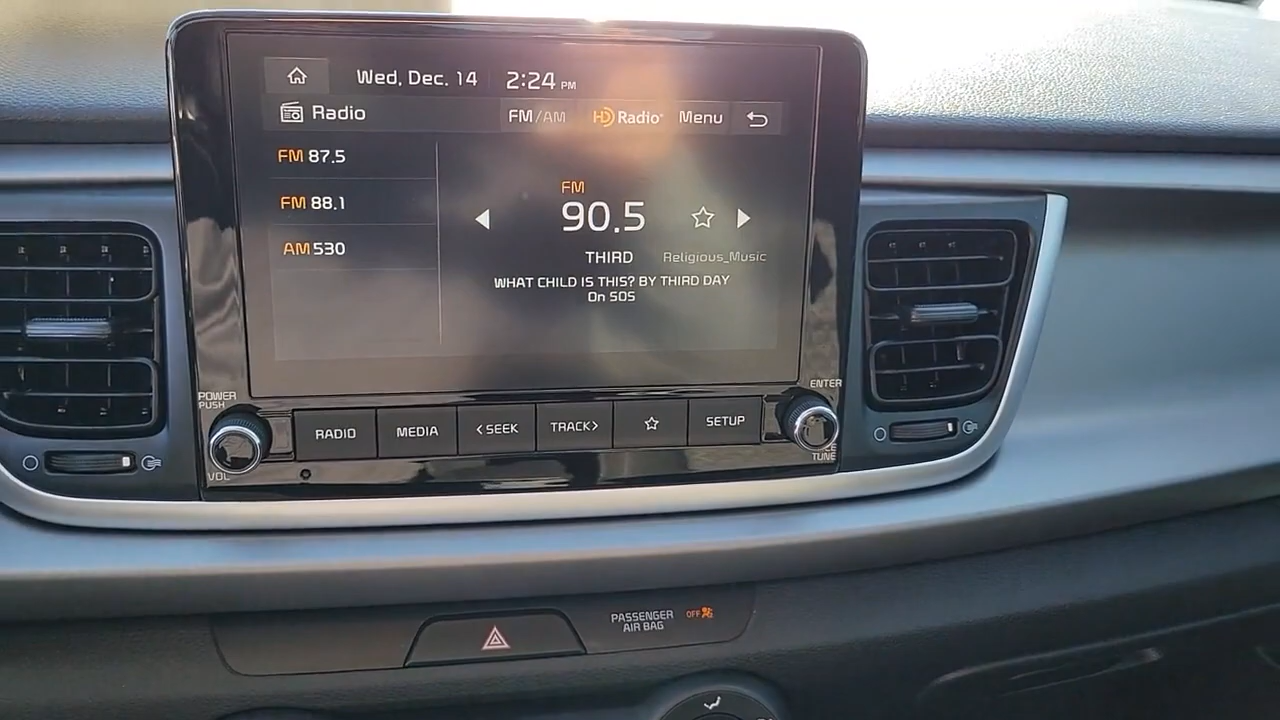 Wed, Dec. 14 2:24 PM
Radio FM/AM HD Radio Menu
FM 87.5
FM 88.1
AM 530
FM
90.5
THIRD Religious_Music
WHAT CHILD IS THIS? BY THIRD DAY
On SOS
POWER
PUSH
VOL
RADIO MEDIA <SEEK TRACK> SETUP
ENTER
TUNE
PASSENGER
AIR BAG
OFF